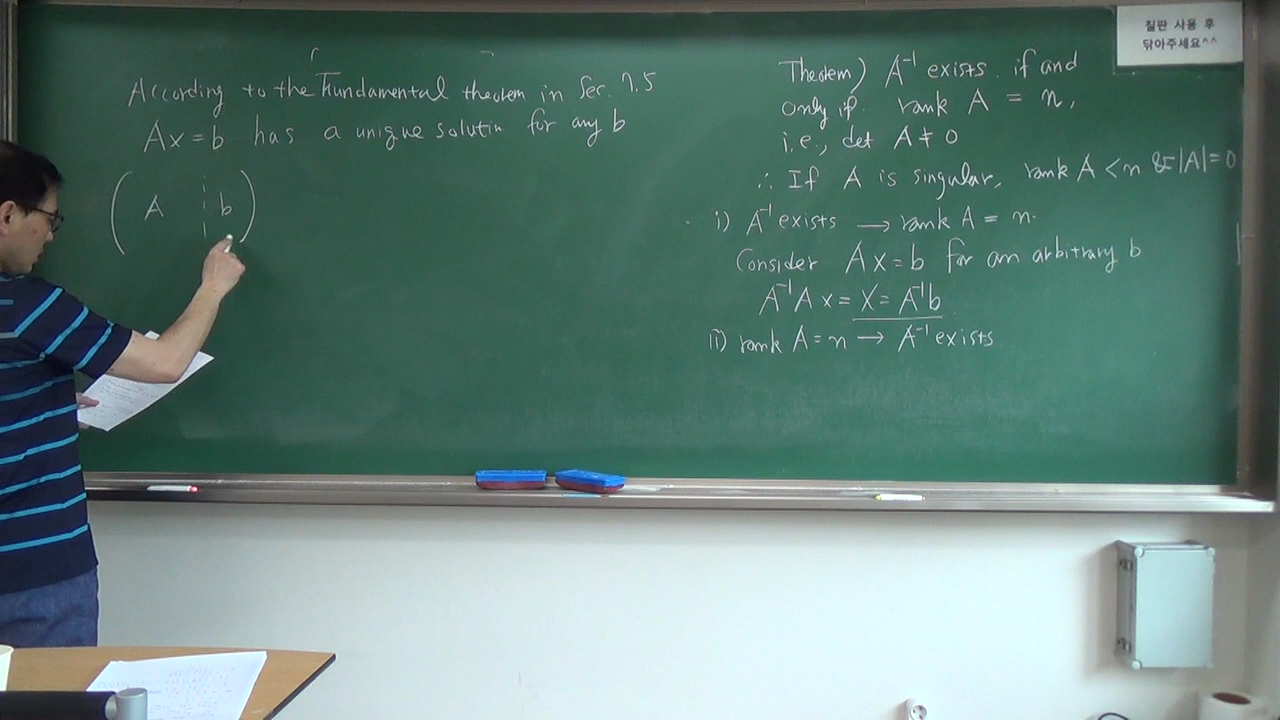 According to the Fundamental theorem in Sec. 7.5
Ax = b has a unique solutin for any b
( A ¦ b )
Theorem) A⁻¹ exists if and
only if rank A = n,
i.e., det A ≠ 0
∴ If A is singular, rank A < n & |A| = 0
i) A⁻¹ exists → rank A = n.
Consider Ax = b for an arbitrary b
A⁻¹A x = X = A⁻¹b
ii) rank A = n → A⁻¹ exists
칠판 사용 후
닦아주세요^^